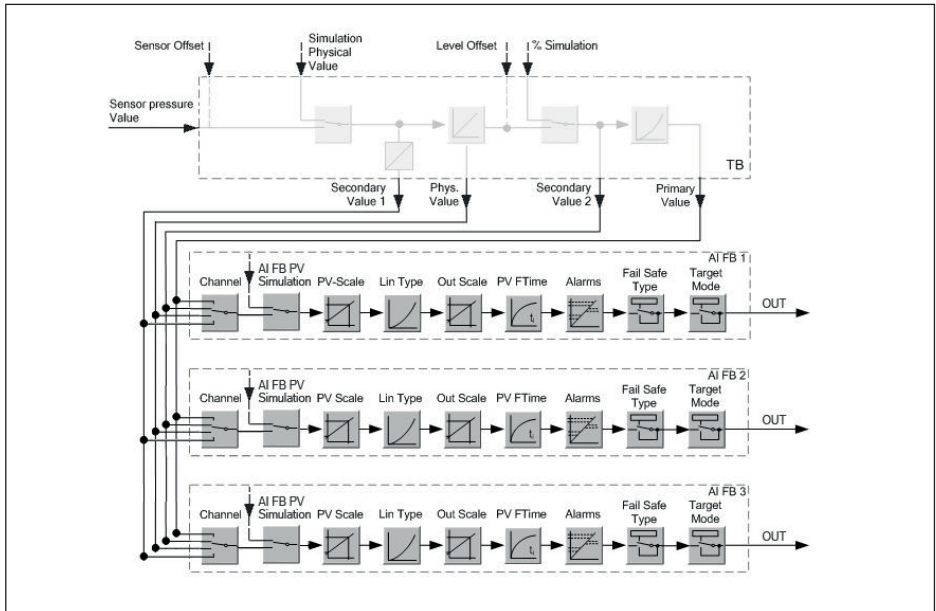 Sensor Offset
Simulation
Physical
Value
Level Offset
% Simulation
Sensor pressure
Value
TB
Secondary
Value 1
Phys.
Value
Secondary
Value 2
Primary
Value
AI FB 1
Channel
AI FB PV
Simulation
PV-Scale
Lin Type
Out Scale
PV FTime
Alarms
Fail Safe
Type
Target
Mode
OUT
t₁
AI FB 2
Channel
AI FB PV
Simulation
PV Scale
Lin Type
Out Scale
PV FTime
Alarms
Fail Safe
Type
Target
Mode
OUT
t₁
AI FB 3
Channel
AI FB PV
Simulation
PV Scale
Lin Type
Out Scale
PV FTime
Alarms
Fail Safe
Type
Target
Mode
OUT
t₁